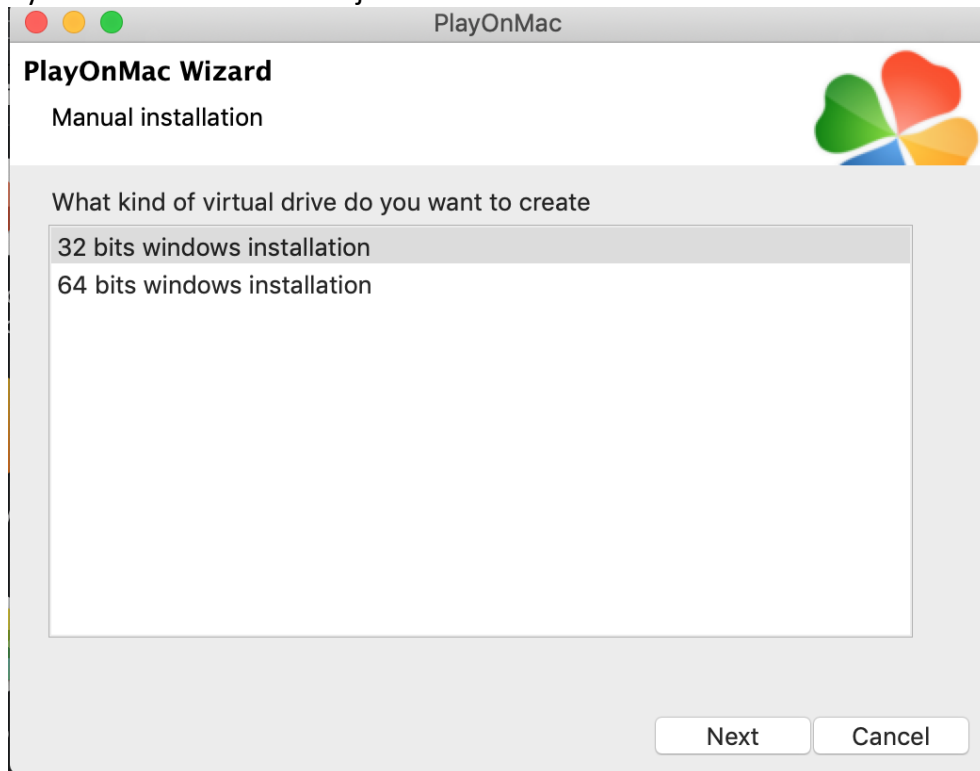 PlayOnMac
PlayOnMac Wizard
Manual installation
What kind of virtual drive do you want to create
32 bits windows installation
64 bits windows installation
Next
Cancel